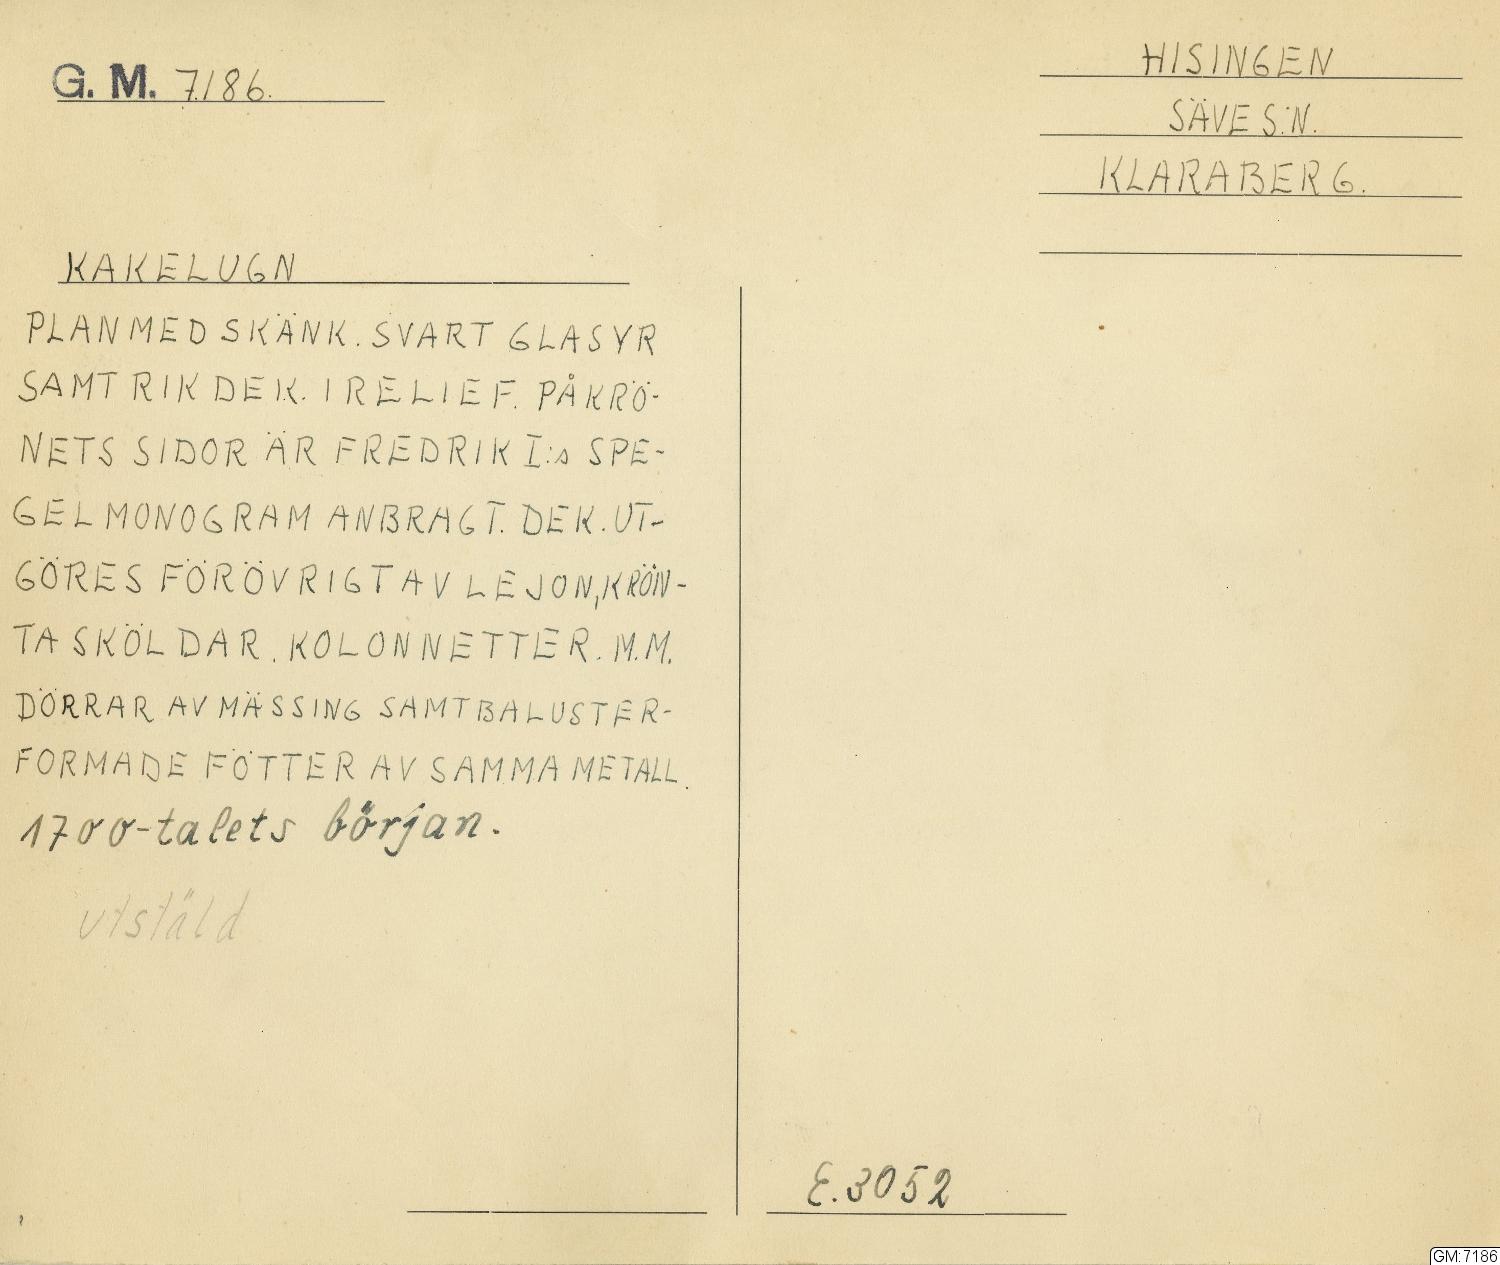 G. M. 7186.
HISINGEN
SÄVE S:N.
KLARABERG.
KAKELUGN
PLAN MED SKÄNK. SVART GLASYR
SAMT RIK DEK. I RELIEF. PÅ KRÖ-
NETS SIDOR ÄR FREDRIK I:s SPE-
GELMONOGRAM ANBRAGT. DEK. UT-
GÖRES FÖRÖVRIGT AV LEJON, KRÖN-
TA SKÖLDAR. KOLONNETTER. M.M.
DÖRRAR AV MÄSSING SAMT BALUSTER-
FORMADE FÖTTER AV SAMMA METALL.
1700-talets början.
utstäld
E.3052
GM:7186